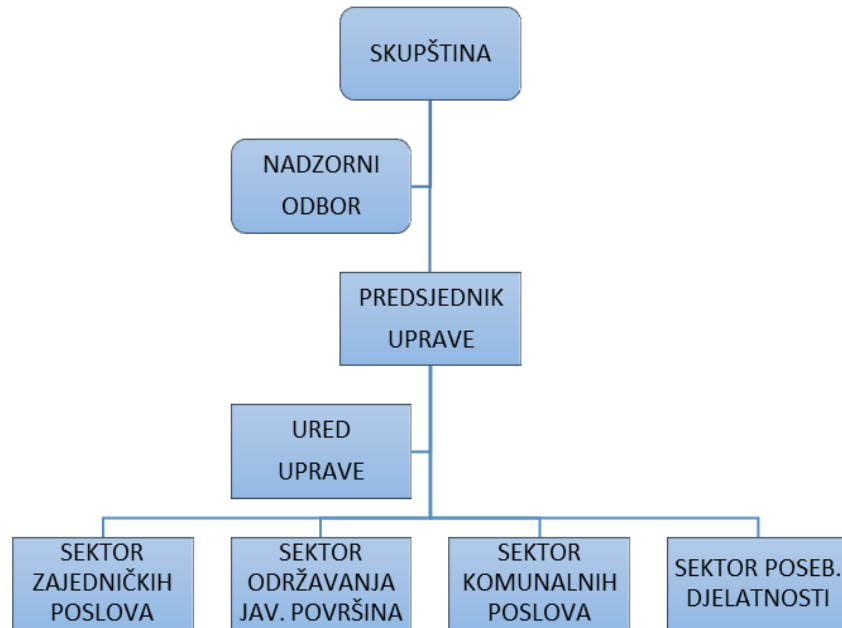 SKUPŠTINA
NADZORNI
ODBOR
PREDSJEDNIK
UPRAVE
URED
UPRAVE
SEKTOR
ZAJEDNIČKIH
POSLOVA
SEKTOR
ODRŽAVANJA
JAV. POVRŠINA
SEKTOR
KOMUNALNIH
POSLOVA
SEKTOR POSEB.
DJELATNOSTI